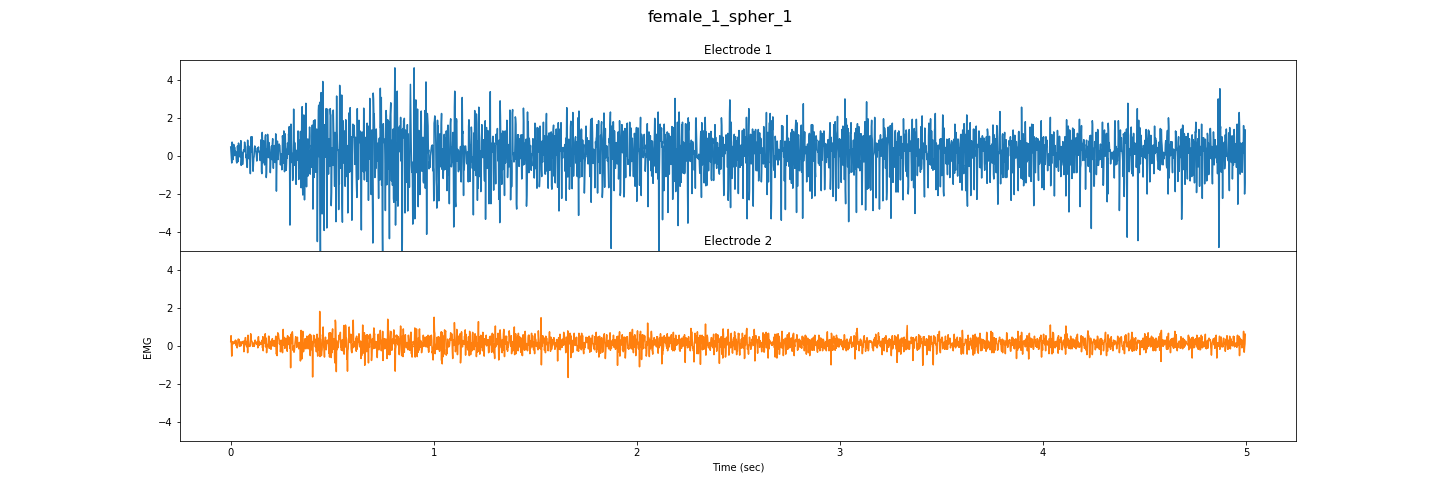 female_1_spher_1
Electrode 1
4
2
0
−2
−4
Electrode 2
4
2
0
−2
−4
EMG
0 1 2 3 4 5
Time (sec)